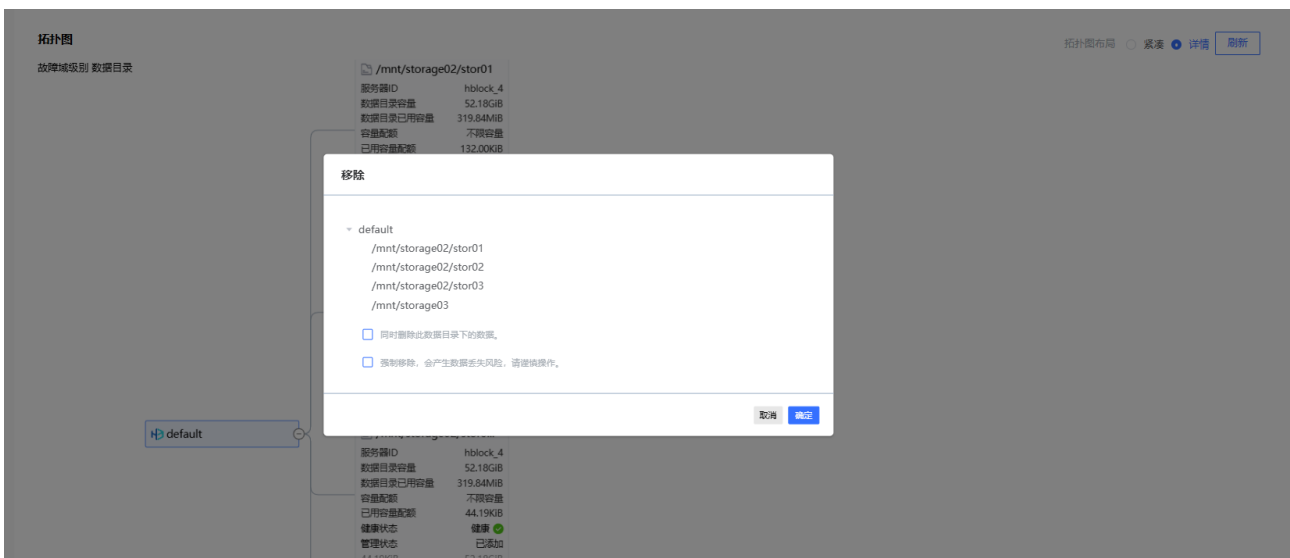 拓扑图
拓扑图布局 紧凑 详情 刷新
故障域级别 数据目录
/mnt/storage02/stor01
服务器ID hblock_4
数据目录容量 52.18GiB
数据目录已用容量 319.84MiB
容量配额 不限容量
已用容量配额 132.00KiB
移除
default
/mnt/storage02/stor01
/mnt/storage02/stor02
/mnt/storage02/stor03
/mnt/storage03
同时删除此数据目录下的数据。
强制移除，会产生数据丢失风险，请谨慎操作。
取消 确定
default
服务器ID hblock_4
数据目录容量 52.18GiB
数据目录已用容量 319.84MiB
容量配额 不限容量
已用容量配额 44.19KiB
健康状态 健康
管理状态 已添加